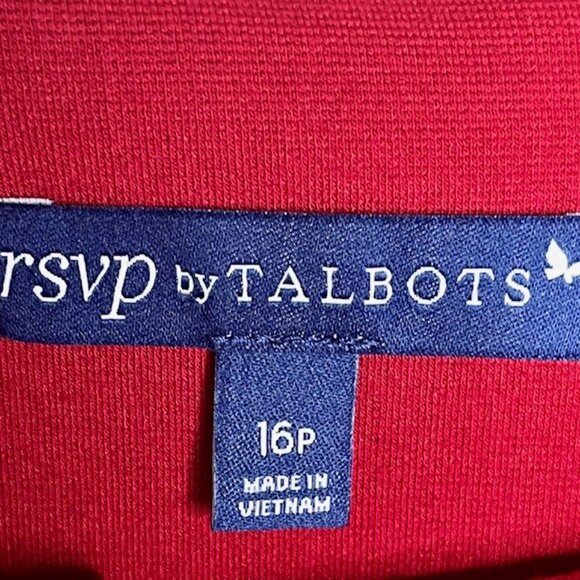 rsvp by TALBOTS
16P
MADE IN
VIETNAM